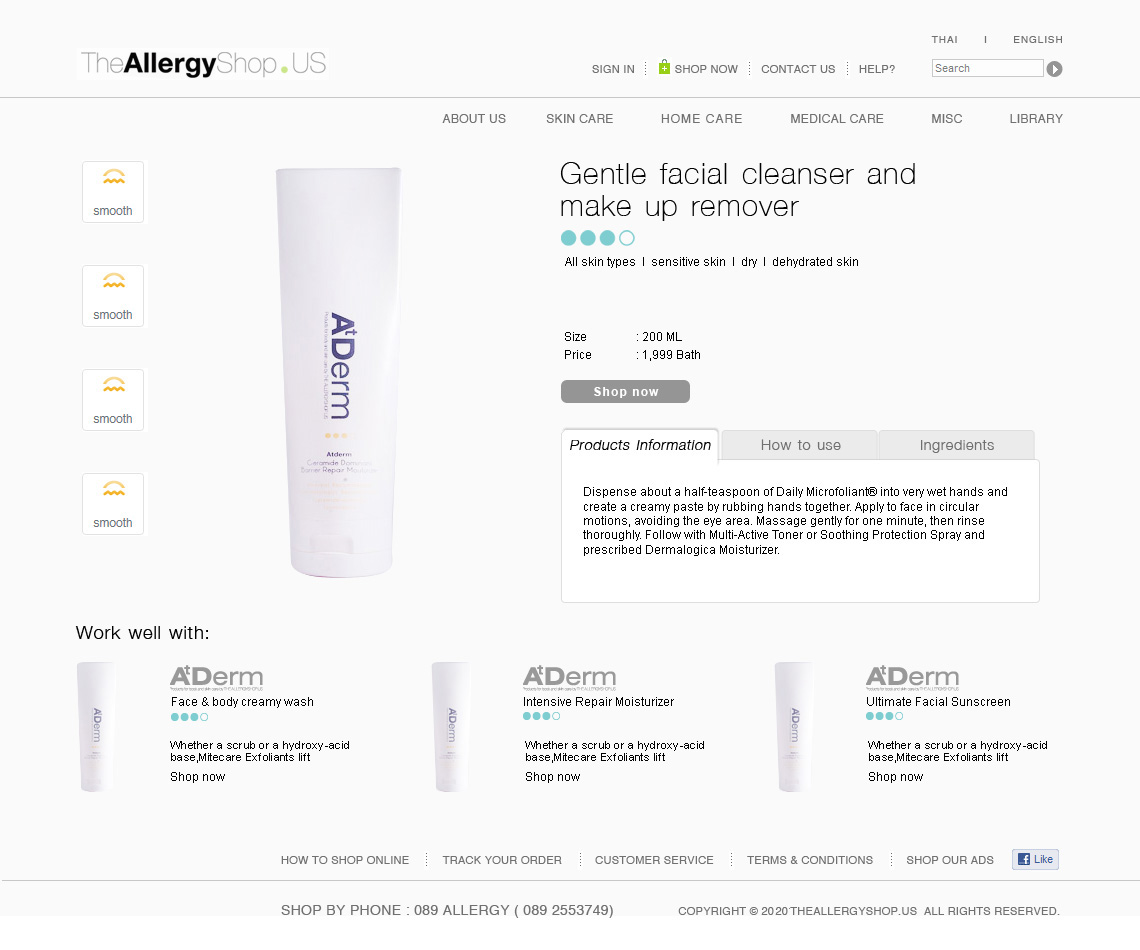 THAI I ENGLISH
TheAllergyShop.US
SIGN IN SHOP NOW CONTACT US HELP? Search
ABOUT US SKIN CARE HOME CARE MEDICAL CARE MISC LIBRARY
smooth
smooth
smooth
smooth
AtDerm
Atderm
Gentle facial cleanser and
make up remover
All skin types I sensitive skin I dry I dehydrated skin
Size : 200 ML
Price : 1,999 Bath
Shop now
Products Information How to use Ingredients
Dispense about a half-teaspoon of Daily Microfoliant® into very wet hands and
create a creamy paste by rubbing hands together. Apply to face in circular
motions, avoiding the eye area. Massage gently for one minute, then rinse
thoroughly. Follow with Multi-Active Toner or Soothing Protection Spray and
prescribed Dermalogica Moisturizer.
Work well with:
AtDerm
AtDerm
Face & body creamy wash
Whether a scrub or a hydroxy-acid
base,Mitecare Exfoliants lift
Shop now
AtDerm
AtDerm
Intensive Repair Moisturizer
Whether a scrub or a hydroxy-acid
base,Mitecare Exfoliants lift
Shop now
AtDerm
AtDerm
Ultimate Facial Sunscreen
Whether a scrub or a hydroxy-acid
base,Mitecare Exfoliants lift
Shop now
HOW TO SHOP ONLINE TRACK YOUR ORDER CUSTOMER SERVICE TERMS & CONDITIONS SHOP OUR ADS Like
SHOP BY PHONE : 089 ALLERGY ( 089 2553749) COPYRIGHT © 2020 THEALLERGYSHOP.US ALL RIGHTS RESERVED.